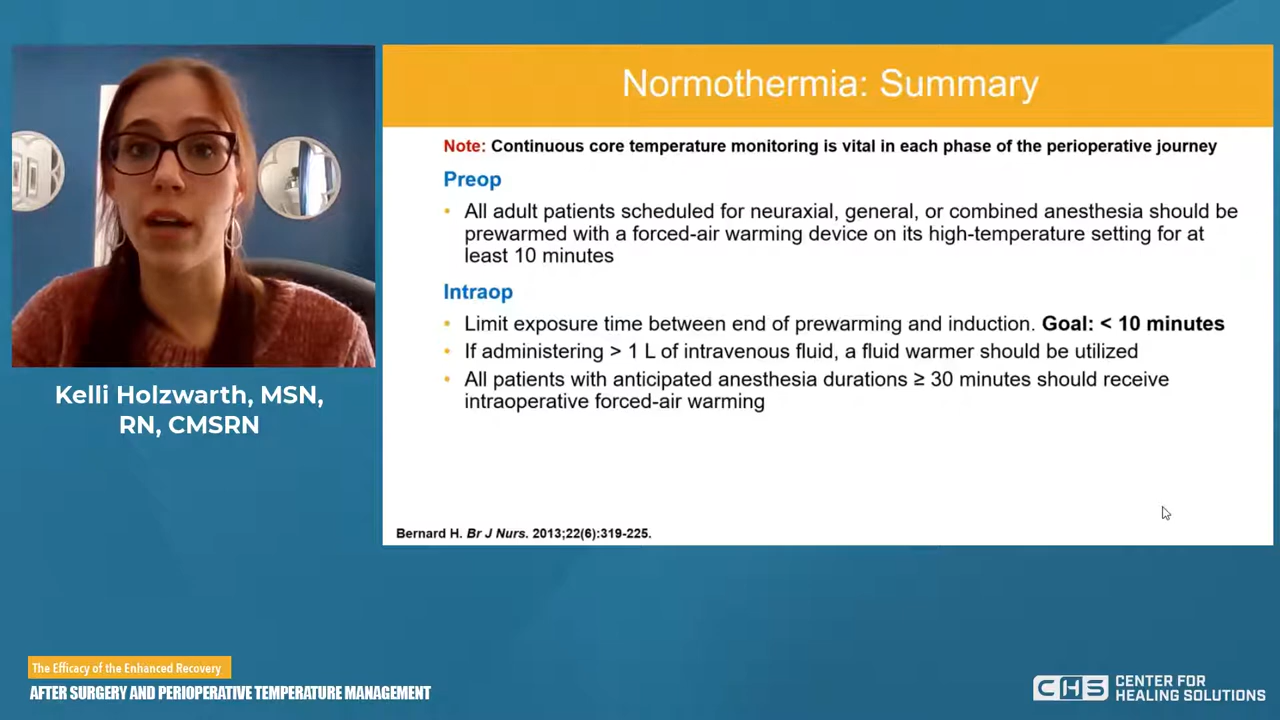 Normothermia: Summary
Note: Continuous core temperature monitoring is vital in each phase of the perioperative journey
Preop
• All adult patients scheduled for neuraxial, general, or combined anesthesia should be
prewarmed with a forced-air warming device on its high-temperature setting for at
least 10 minutes
Intraop
• Limit exposure time between end of prewarming and induction. Goal: < 10 minutes
• If administering > 1 L of intravenous fluid, a fluid warmer should be utilized
• All patients with anticipated anesthesia durations ≥ 30 minutes should receive
intraoperative forced-air warming
Bernard H. Br J Nurs. 2013;22(6):319-225.
Kelli Holzwarth, MSN,
RN, CMSRN
The Efficacy of the Enhanced Recovery
AFTER SURGERY AND PERIOPERATIVE TEMPERATURE MANAGEMENT
CHS
CENTER FOR
HEALING SOLUTIONS